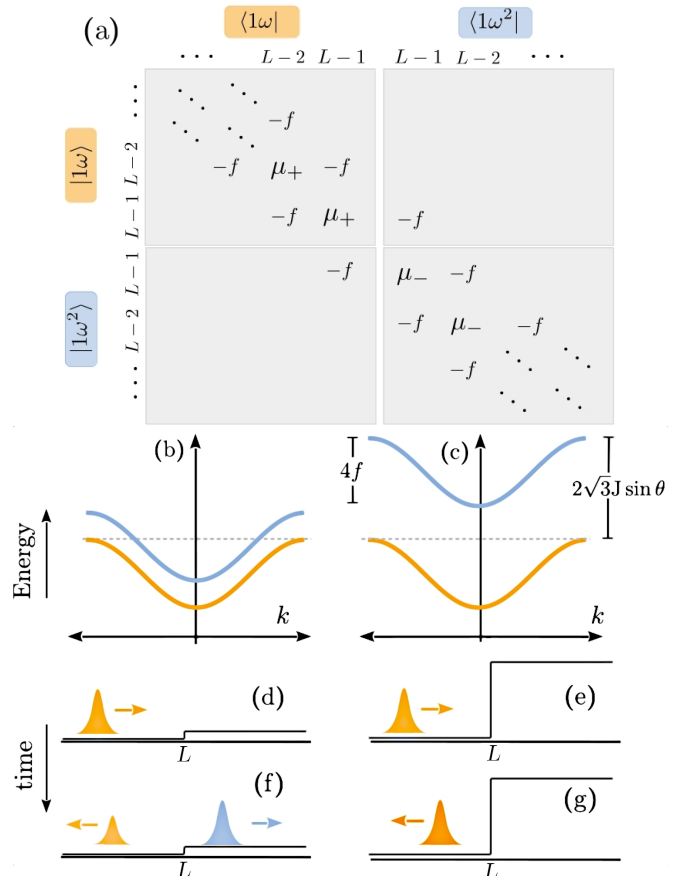 (a)
⟨1ω| ⟨1ω²|
· · · L − 2 L − 1 L − 1 L − 2 · · ·
|1ω⟩
· · · L − 2 L − 1
−f
−f μ₊ −f
−f μ₊ −f
|1ω²⟩
L − 1 L − 2 · · ·
−f μ₋ −f
−f μ₋ −f
−f
(b) (c)
4f
2√3J sin θ
Energy
k k
(d) (e)
L L
time
(f) (g)
L L